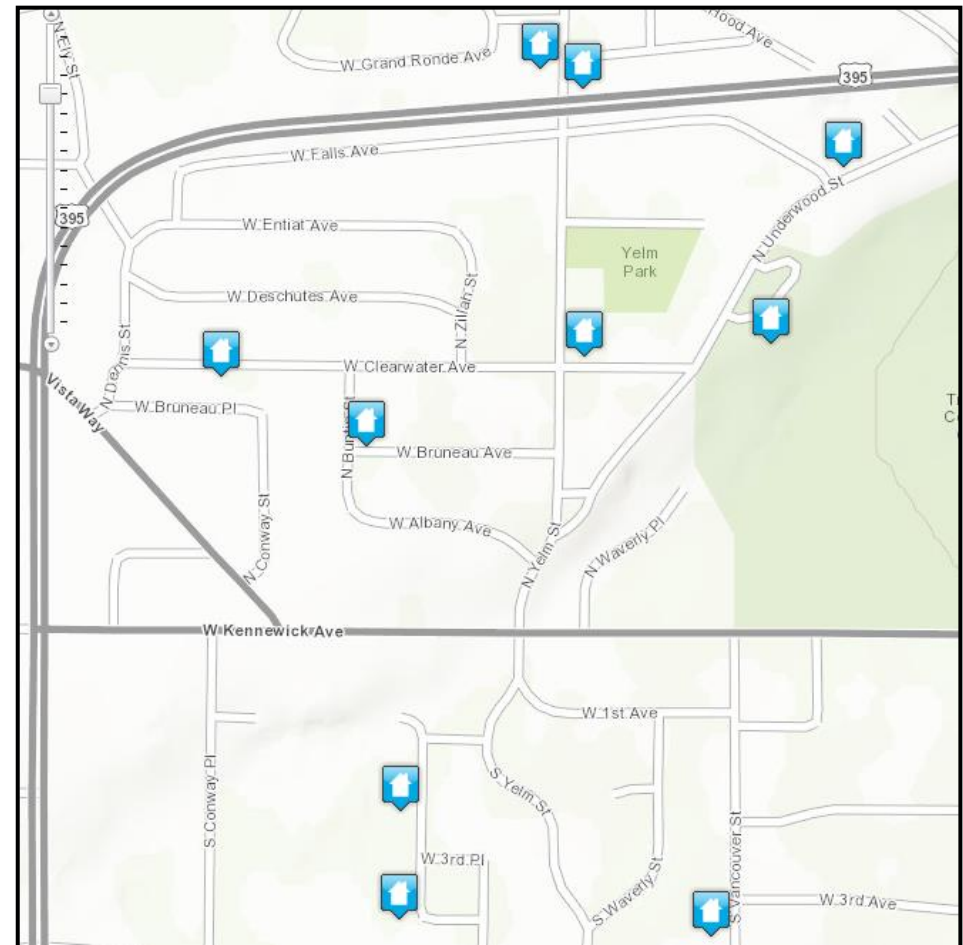 N Ely St
Hood Ave
W Grand Ronde Ave
395
W Falls Ave
395
N Underwood St
W Entiat Ave
Yelm
Park
W Deschutes Ave
N Zillah St
N Dennis St
W Clearwater Ave
Vista Way
W Bruneau Pl
N Bunt
St
W Bruneau Ave
N Conway St
W Albany Ave
N Yelm St
N Waverly Pl
W Kennewick Ave
W 1st Ave
S Conway Pl
S Yelm St
S Vancouver St
W 3rd Pl
S Waverly St
W 3rd Ave